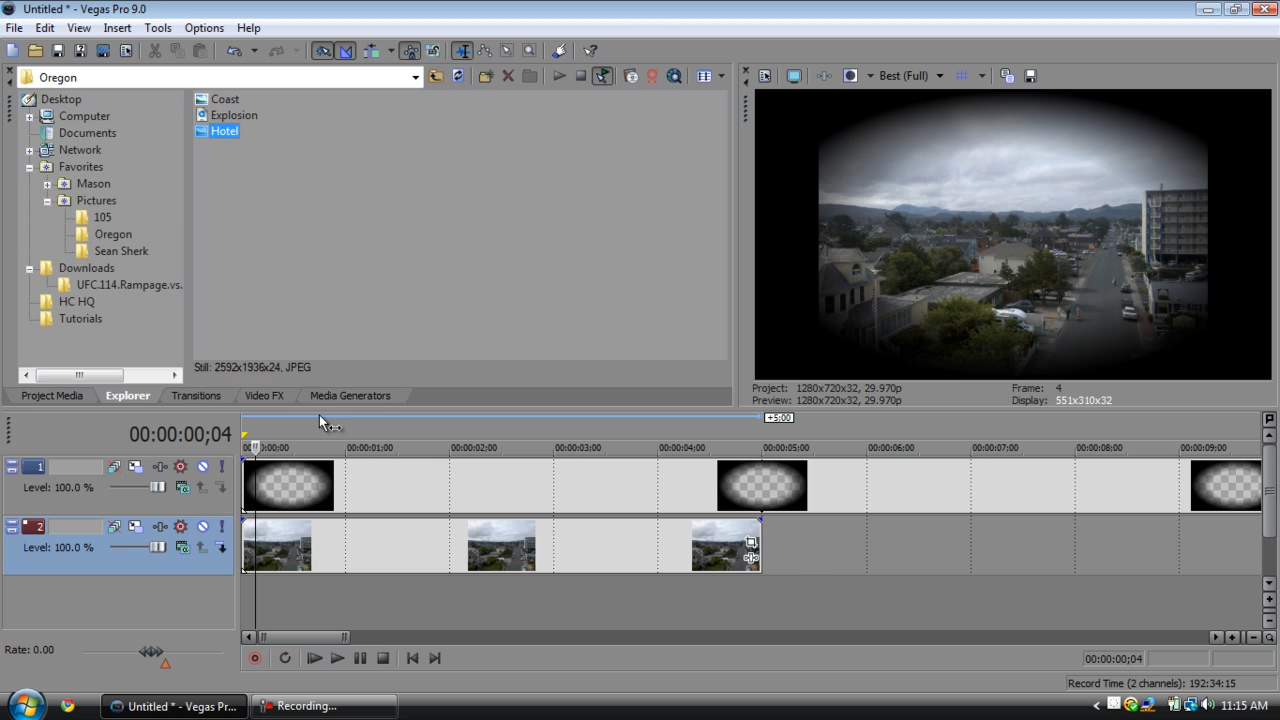 Untitled * - Vegas Pro 9.0
File Edit View Insert Tools Options Help
Oregon
Best (Full)
Desktop
Computer
Documents
Network
Favorites
Mason
Pictures
105
Oregon
Sean Sherk
Downloads
UFC.114.Rampage.vs.
HC HQ
Tutorials
Coast
Explosion
Hotel
Still: 2592x1936x24, JPEG
Project Media Explorer Transitions Video FX Media Generators
Project: 1280x720x32, 29.970p Frame: 4
Preview: 1280x720x32, 29.970p Display: 551x310x32
+5:00
00:00:00;04
00:00:01;00 00:00:02;00 00:00:03;00 00:00:04;00 00:00:05;00 00:00:06;00 00:00:07;00 00:00:08;00 00:00:09;00
1
Level: 100.0 %
2
Level: 100.0 %
Rate: 0.00
00:00:00;04
Record Time (2 channels): 192:34:15
Untitled * - Vegas Pr... Recording... 11:15 AM